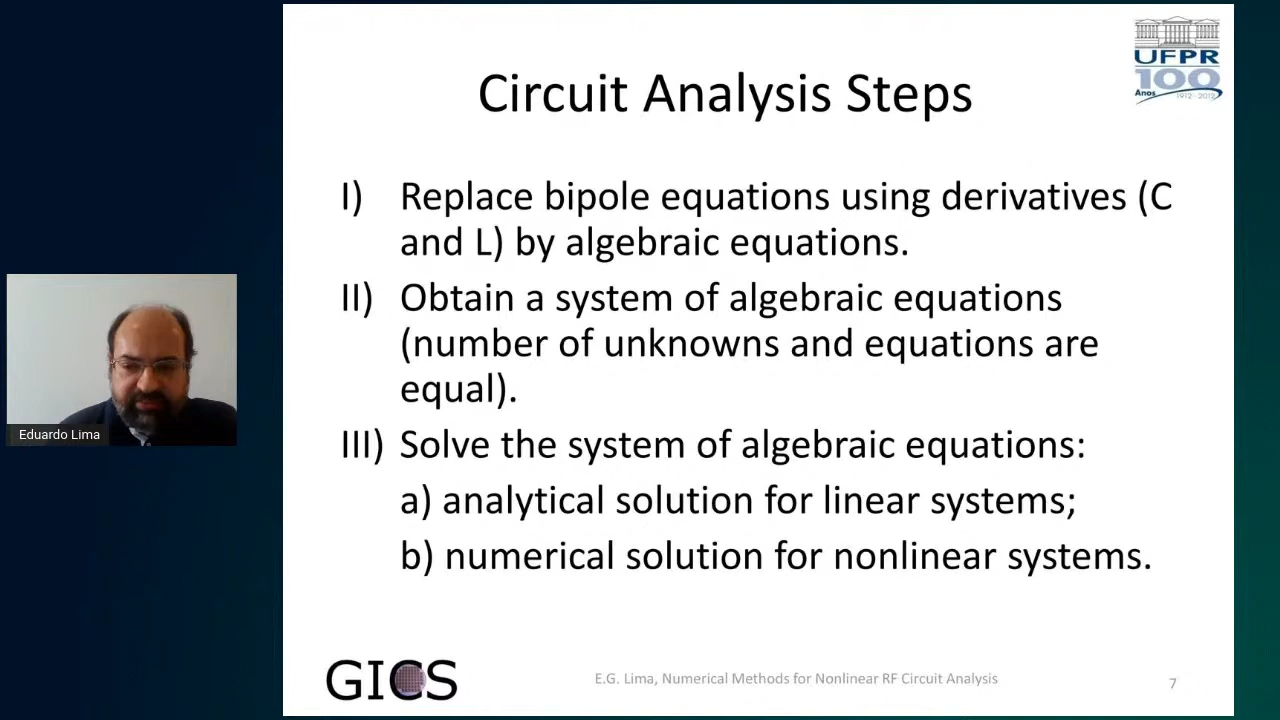 UFPR
100
Anos 1912 - 2012
Circuit Analysis Steps
I) Replace bipole equations using derivatives (C
and L) by algebraic equations.
II) Obtain a system of algebraic equations
(number of unknowns and equations are
equal).
III) Solve the system of algebraic equations:
a) analytical solution for linear systems;
b) numerical solution for nonlinear systems.
Eduardo Lima
GICS
E.G. Lima, Numerical Methods for Nonlinear RF Circuit Analysis
7